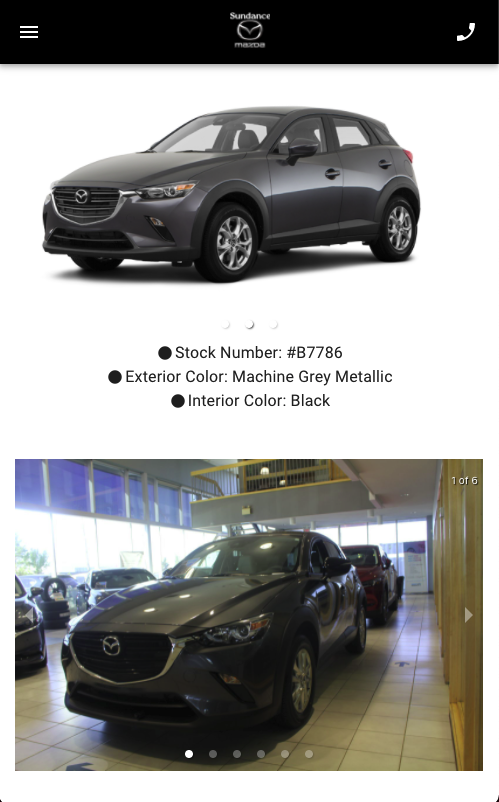 Sundance
mazda
Stock Number: #B7786
Exterior Color: Machine Grey Metallic
Interior Color: Black
1 of 6